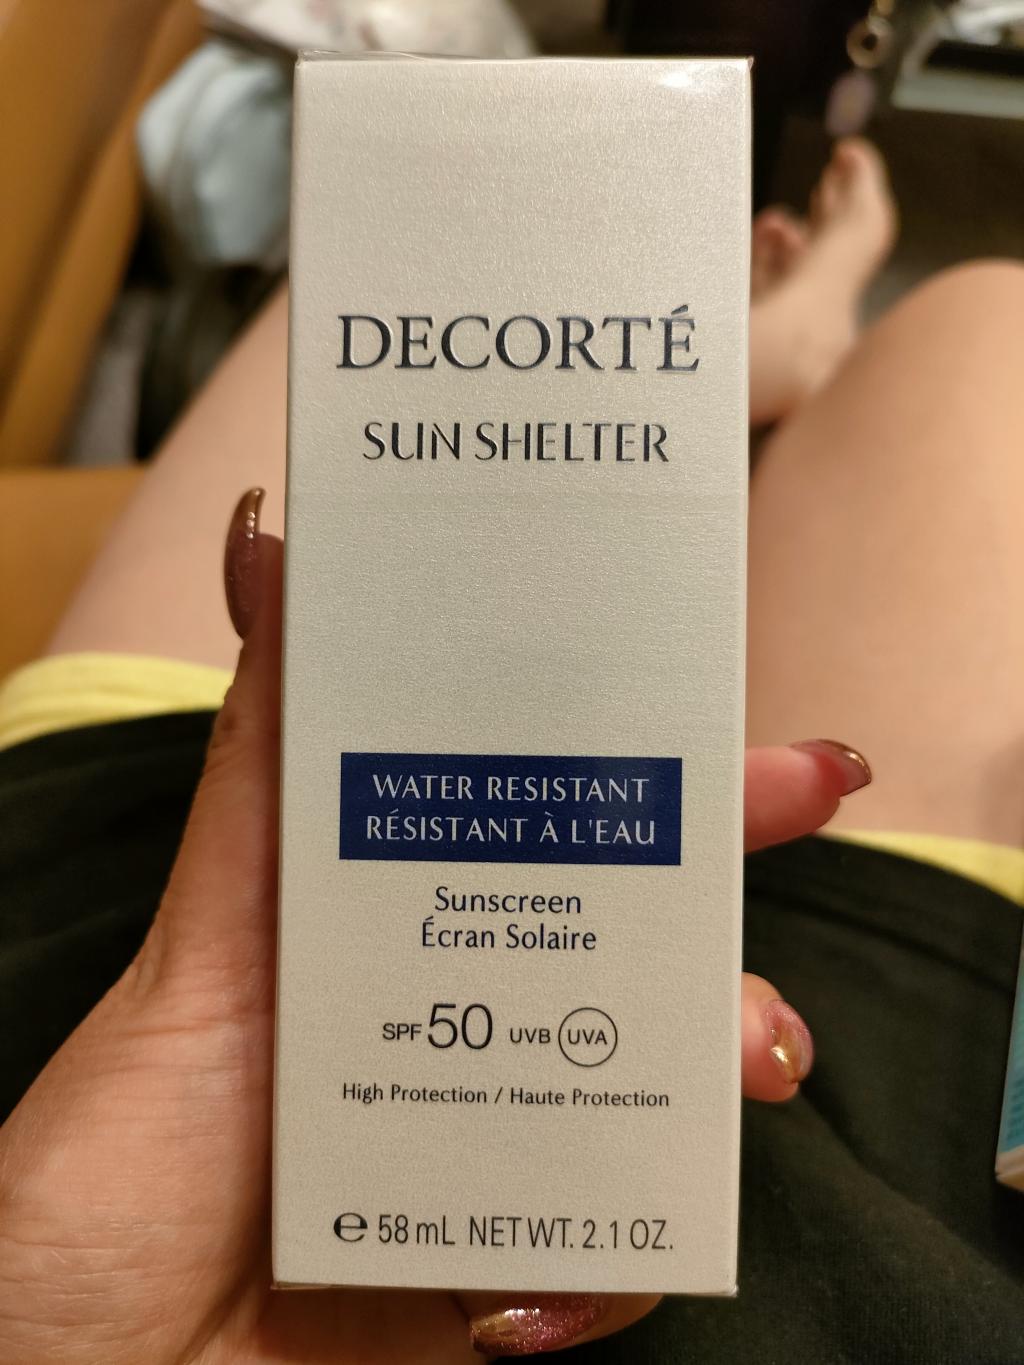 DECORTÉ
SUN SHELTER
WATER RESISTANT
RÉSISTANT À L'EAU
Sunscreen
Écran Solaire
SPF 50 UVB UVA
High Protection / Haute Protection
℮ 58 mL NET WT. 2.1 OZ.